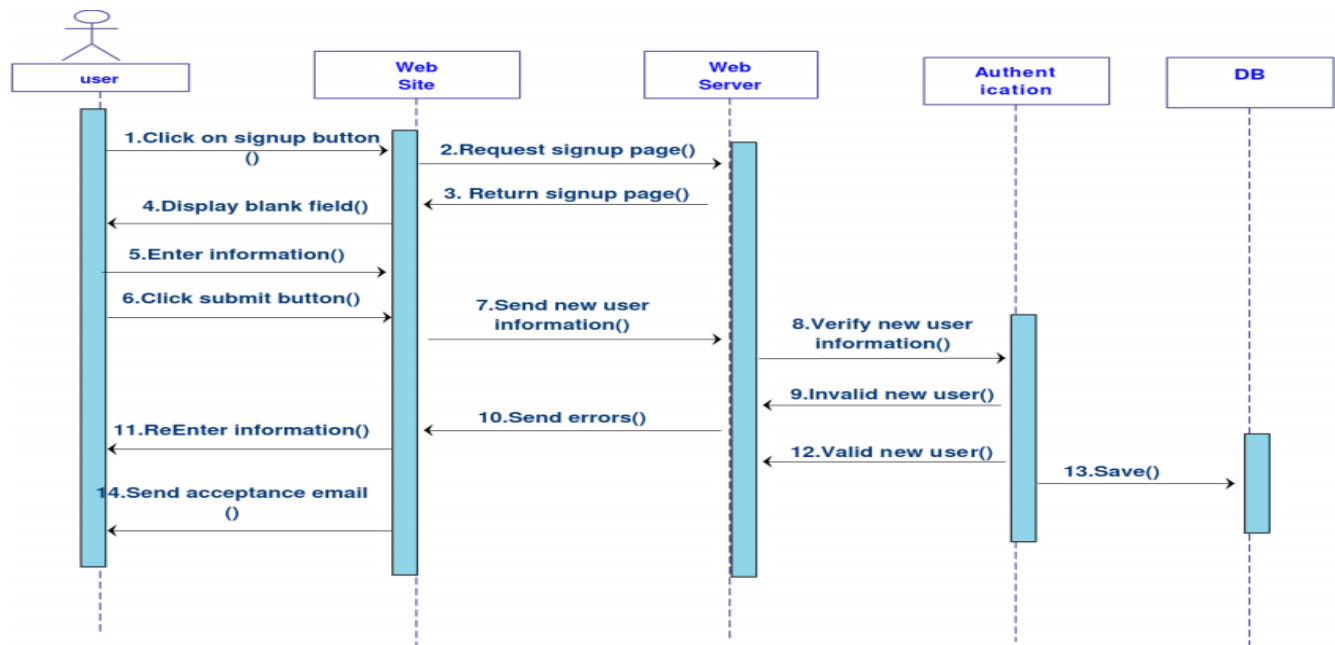 user
Web
Site
Web
Server
Authent
ication
DB
1.Click on signup button
()
2.Request signup page()
3. Return signup page()
4.Display blank field()
5.Enter information()
6.Click submit button()
7.Send new user
information()
8.Verify new user
information()
9.Invalid new user()
10.Send errors()
11.ReEnter information()
12.Valid new user()
13.Save()
14.Send acceptance email
()